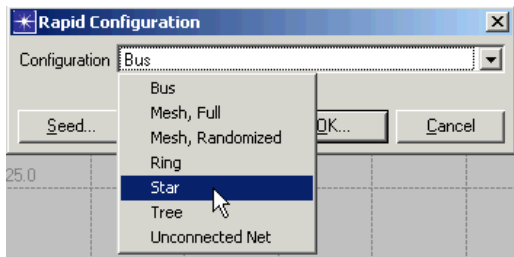 Rapid Configuration
Configuration Bus
Bus
Mesh, Full
Mesh, Randomized
Ring
Star
Tree
Unconnected Net
Seed... OK... Cancel
25.0